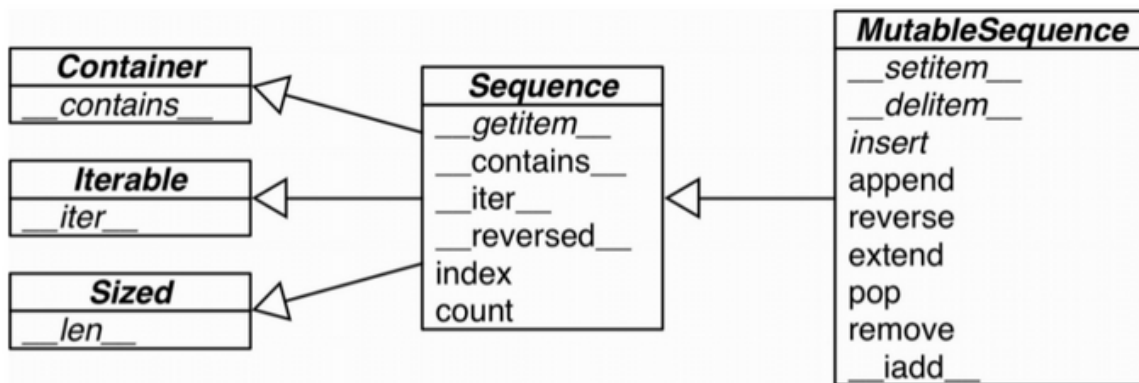 Container
__contains__
Iterable
__iter__
Sized
__len__
Sequence
__getitem__
__contains__
__iter__
__reversed__
index
count
MutableSequence
__setitem__
__delitem__
insert
append
reverse
extend
pop
remove
__iadd__